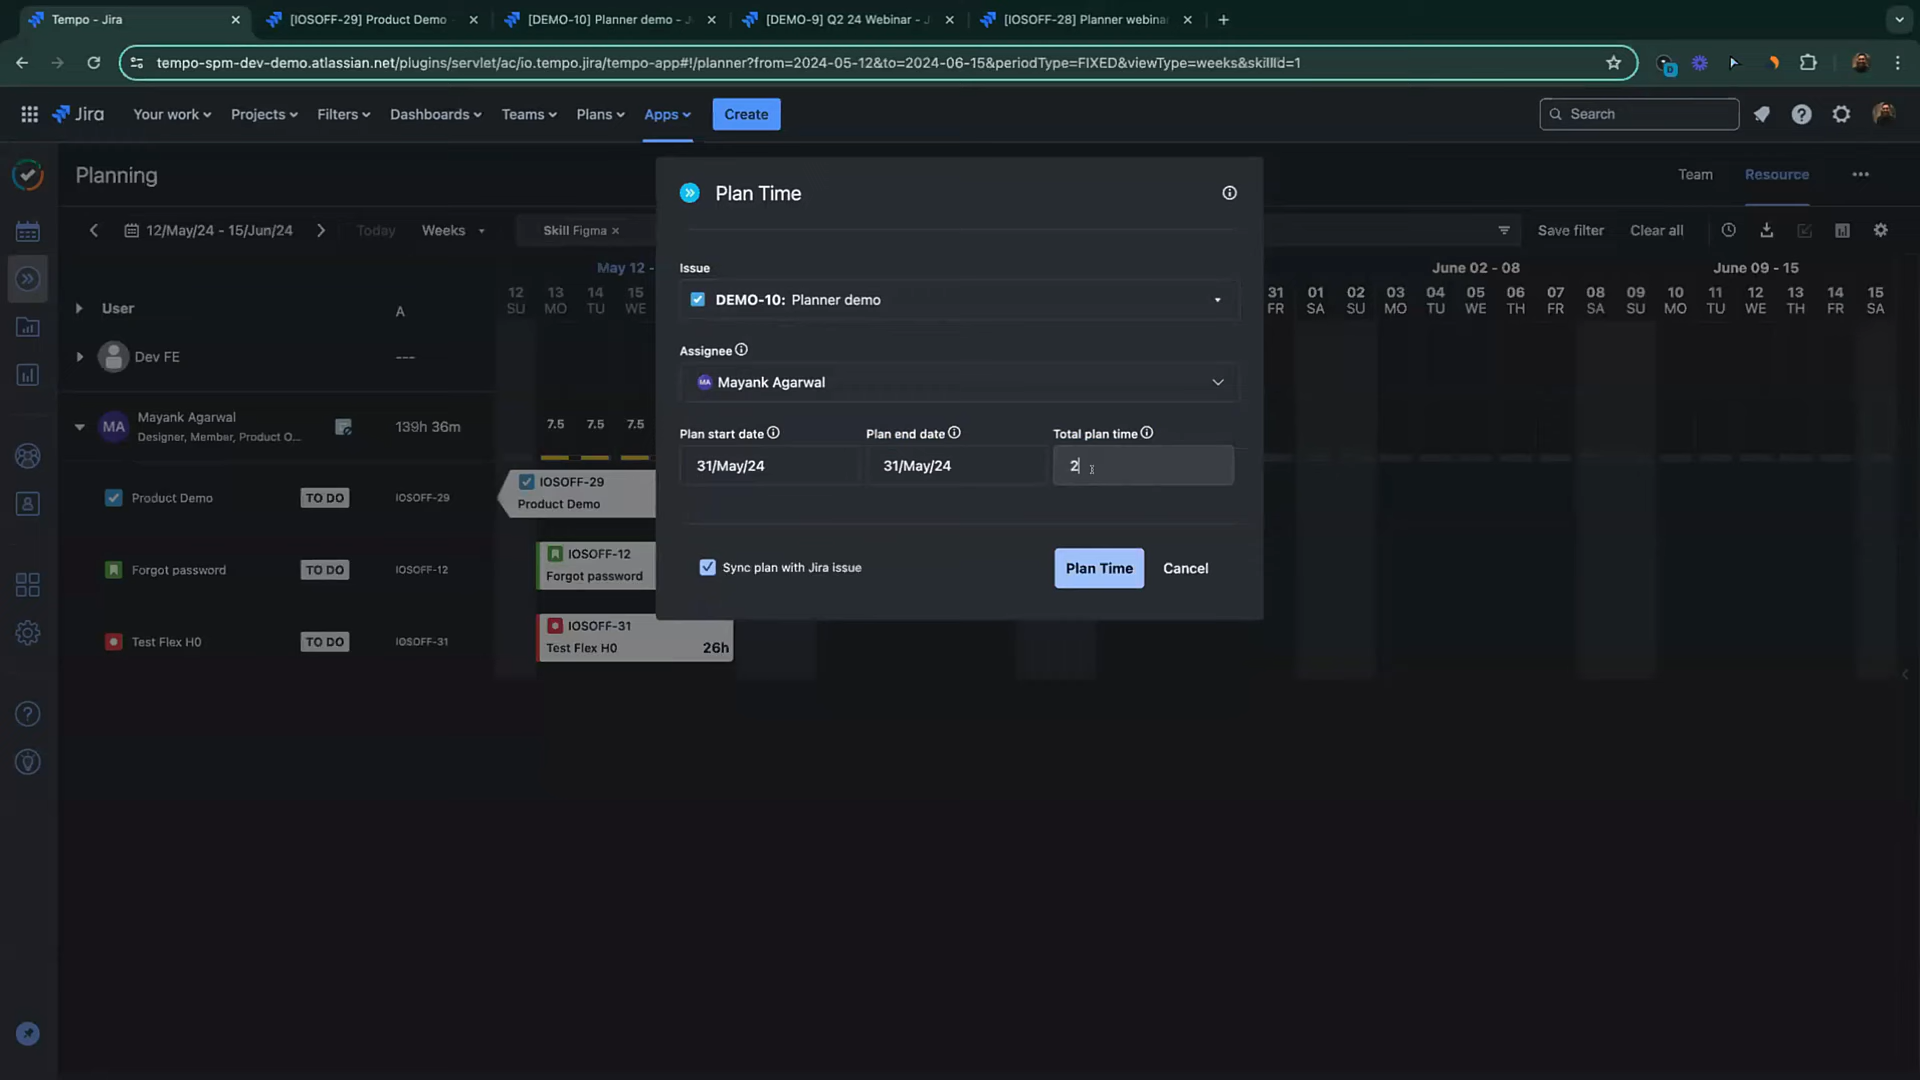 Tempo - Jira
[IOSOFF-29] Product Demo
[DEMO-10] Planner demo - J
[DEMO-9] Q2 24 Webinar - J
[IOSOFF-28] Planner webina
tempo-spm-dev-demo.atlassian.net/plugins/servlet/ac/io.tempo.jira/tempo-app#!/planner?from=2024-05-12&to=2024-06-15&periodType=FIXED&viewType=weeks&skillId=1
Jira
Your work
Projects
Filters
Dashboards
Teams
Plans
Apps
Create
Search
Planning
Team
Resource
12/May/24 - 15/Jun/24
Today
Weeks
Skill Figma ×
Save filter
Clear all
May 12 -
June 02 - 08
June 09 - 15
User
A
12 13 14 15
SU MO TU WE
31 01 02 03 04 05 06 07 08 09 10 11 12 13 14 15
FR SA SU MO TU WE TH FR SA SU MO TU WE TH FR SA
Dev FE
---
MA
Mayank Agarwal
Designer, Member, Product O...
139h 36m
7.5 7.5 7.5
Product Demo
TO DO
IOSOFF-29
IOSOFF-29
Product Demo
Forgot password
TO DO
IOSOFF-12
IOSOFF-12
Forgot password
Test Flex H0
TO DO
IOSOFF-31
IOSOFF-31
Test Flex H0
26h
Plan Time
Issue
DEMO-10: Planner demo
Assignee
MA
Mayank Agarwal
Plan start date
Plan end date
Total plan time
31/May/24
31/May/24
2
Sync plan with Jira issue
Plan Time
Cancel